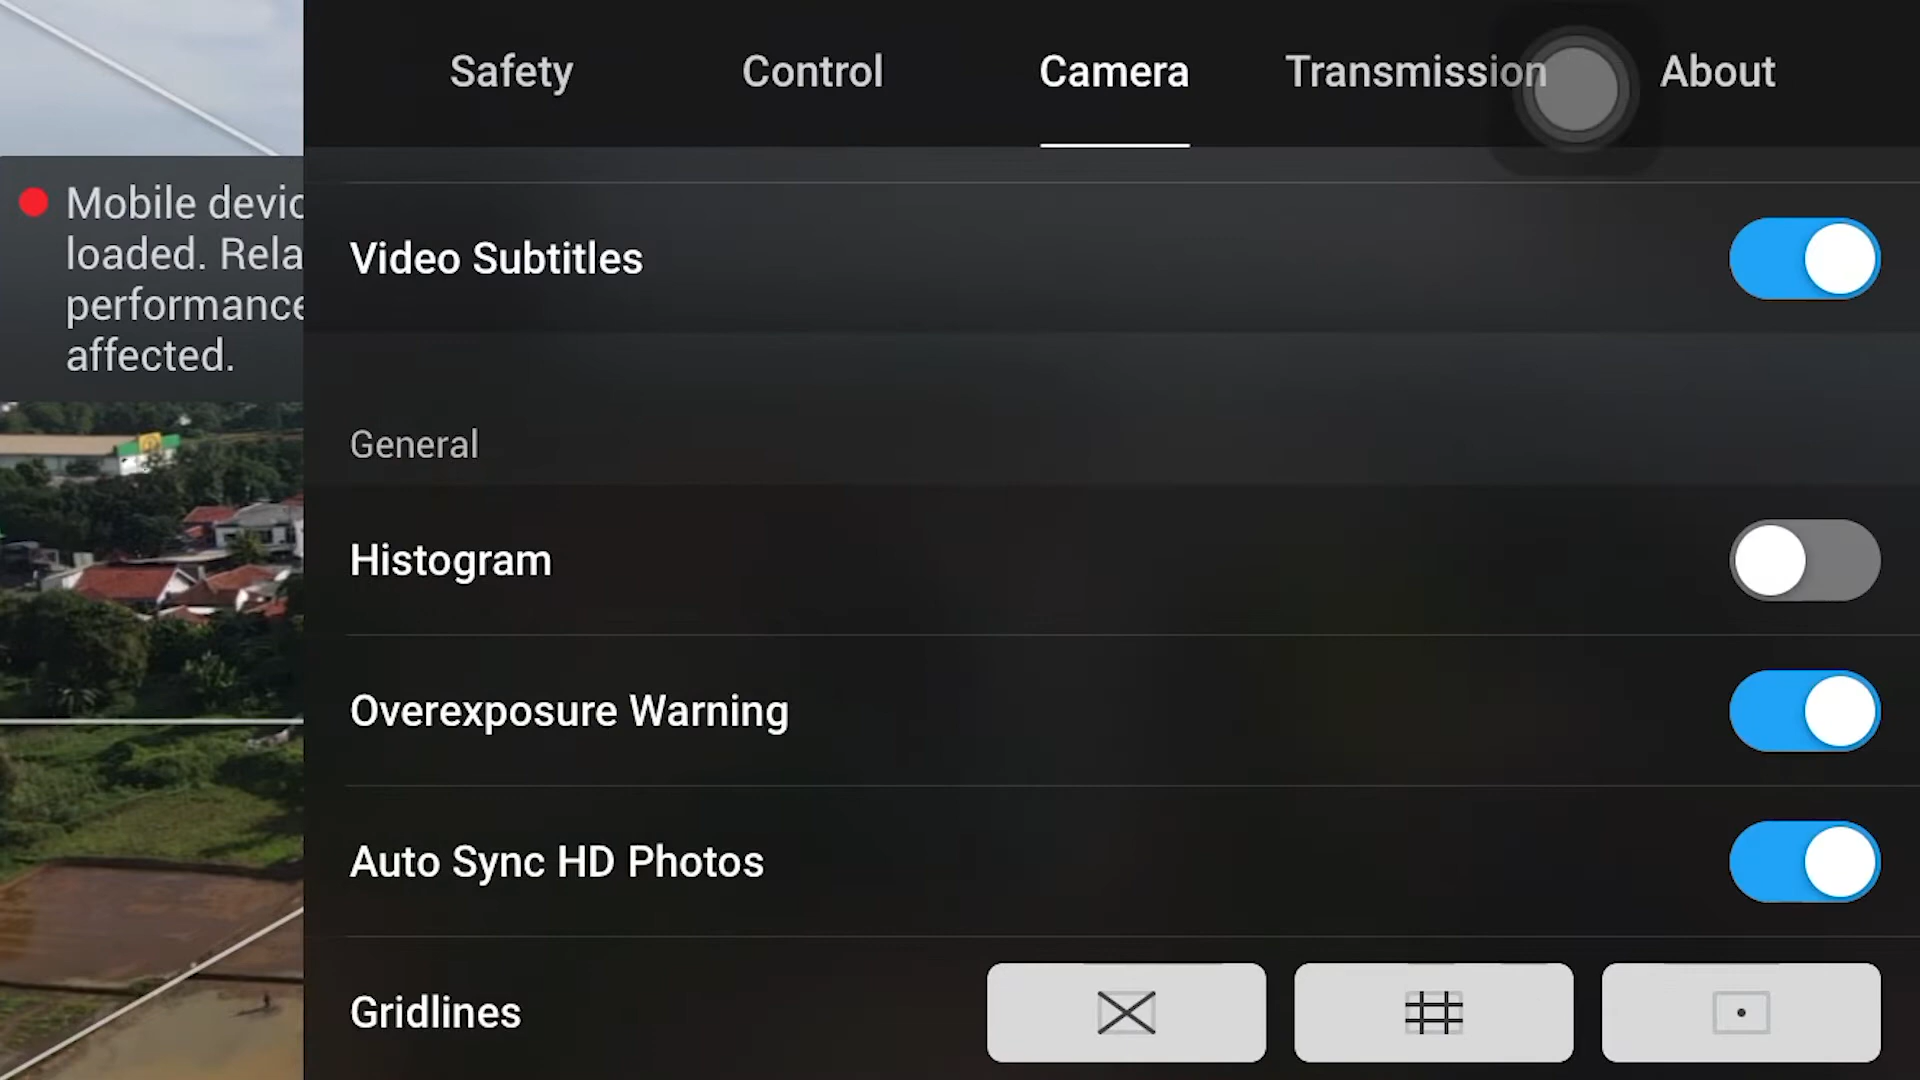 Safety Control Camera Transmission About
Mobile devic
loaded. Rela
performance
affected.
Video Subtitles
General
Histogram
Overexposure Warning
Auto Sync HD Photos
Gridlines